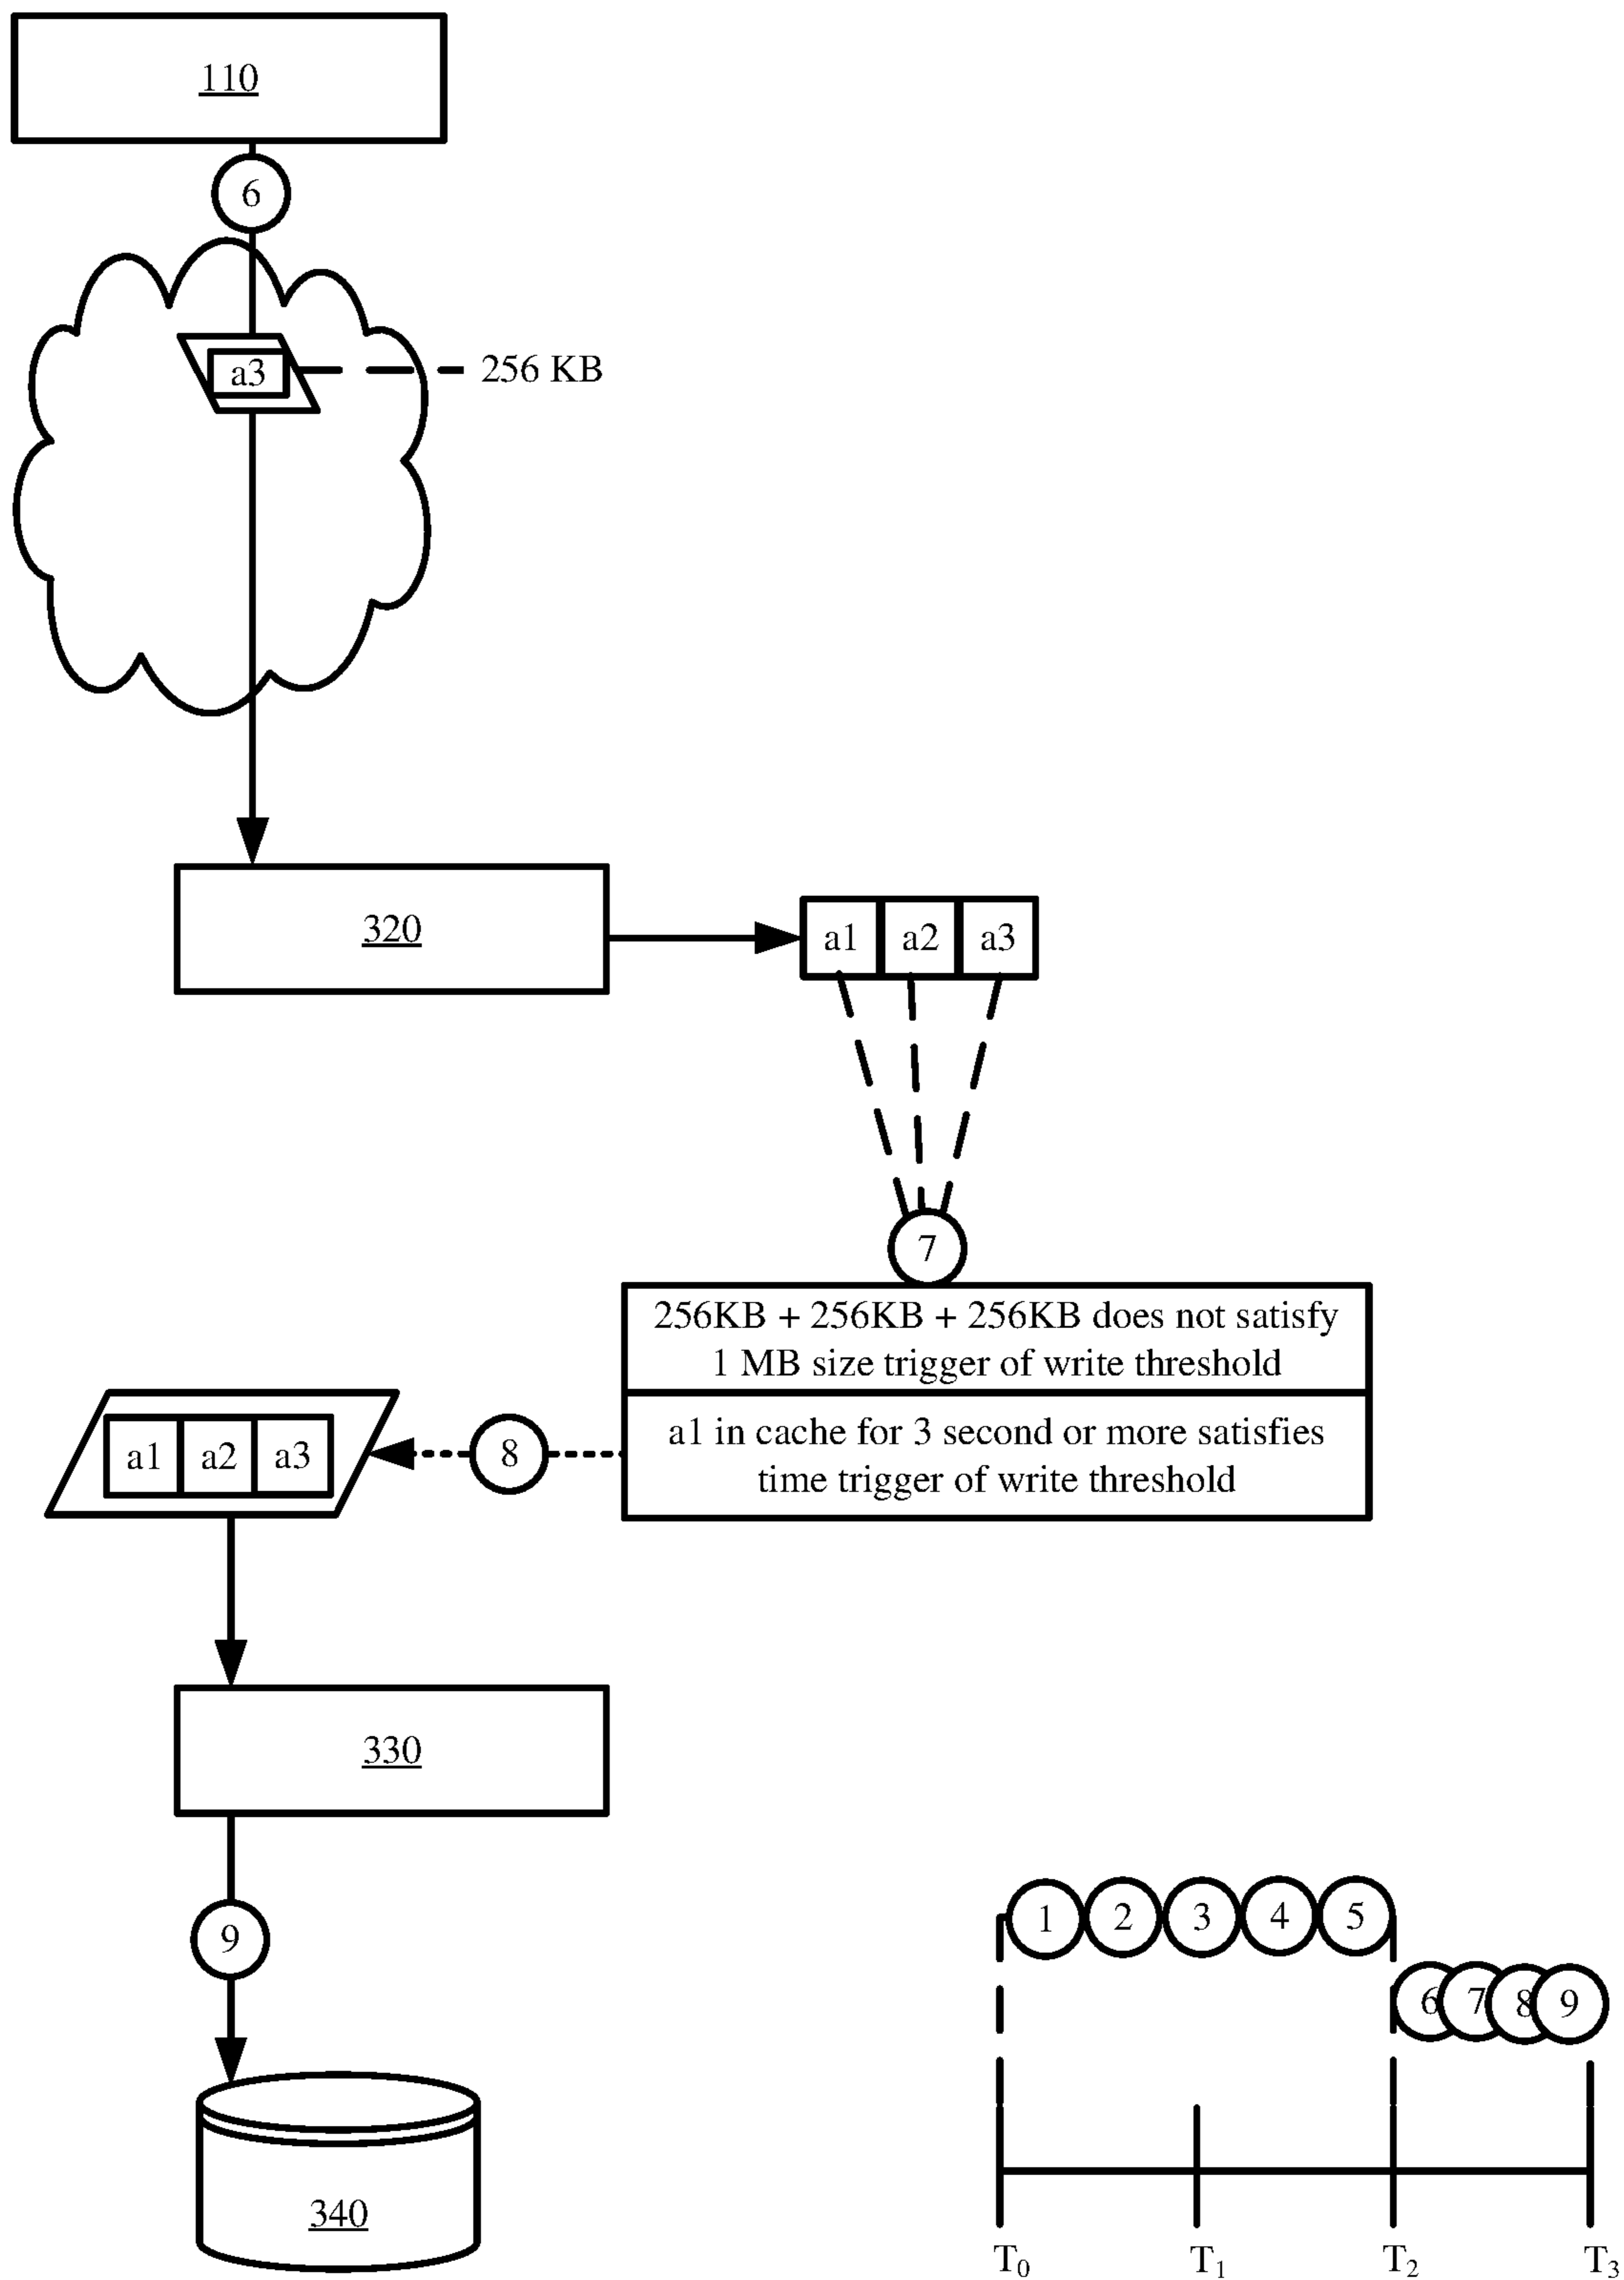 110
6
a3
256 KB
320
a1 a2 a3
7
256KB + 256KB + 256KB does not satisfy
1 MB size trigger of write threshold
a1 in cache for 3 second or more satisfies
time trigger of write threshold
8
a1 a2 a3
330
9
1 2 3 4 5
6 7 8 9
340
T0 T1 T2 T3